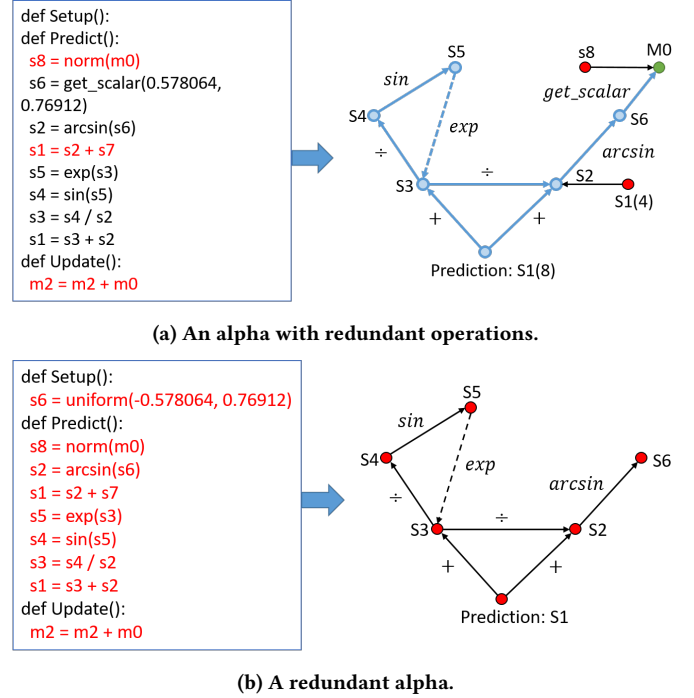 def Setup():
def Predict():
s8 = norm(m0)
s6 = get_scalar(0.578064,
0.76912)
s2 = arcsin(s6)
s1 = s2 + s7
s5 = exp(s3)
s4 = sin(s5)
s3 = s4 / s2
s1 = s3 + s2
def Update():
m2 = m2 + m0
S5
s8
M0
sin
get_scalar
S4
exp
S6
÷
arcsin
S3
÷
S2
S1(4)
+
+
Prediction: S1(8)
(a) An alpha with redundant operations.
def Setup():
s6 = uniform(-0.578064, 0.76912)
def Predict():
s8 = norm(m0)
s2 = arcsin(s6)
s1 = s2 + s7
s5 = exp(s3)
s4 = sin(s5)
s3 = s4 / s2
s1 = s3 + s2
def Update():
m2 = m2 + m0
S5
sin
S4
exp
S6
arcsin
÷
S3
÷
S2
+
+
Prediction: S1
(b) A redundant alpha.